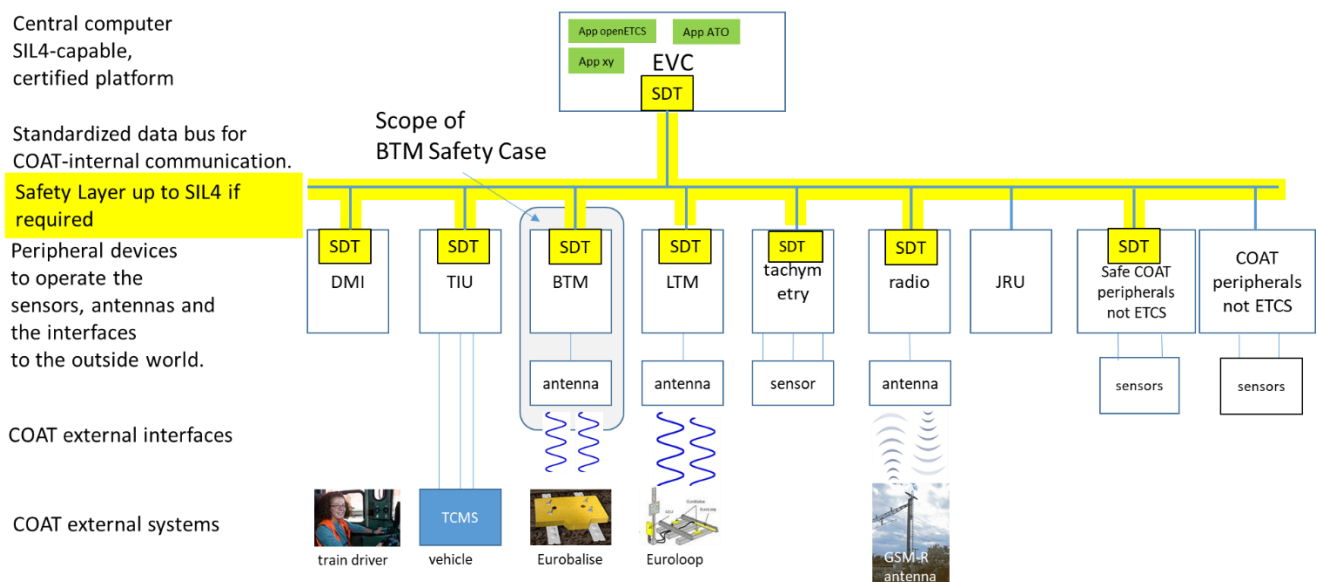 Central computer
SIL4-capable,
certified platform
App openETCS
App ATO
App xy
EVC
SDT
Standardized data bus for
COAT-internal communication.
Scope of
BTM Safety Case
Safety Layer up to SIL4 if
required
Peripheral devices
to operate the
sensors, antennas and
the interfaces
to the outside world.
SDT
DMI
SDT
TIU
SDT
BTM
SDT
LTM
SDT
tachym
etry
SDT
radio
JRU
SDT
Safe COAT
peripherals
not ETCS
COAT
peripherals
not ETCS
antenna
antenna
sensor
antenna
sensors
sensors
COAT external interfaces
COAT external systems
train driver
TCMS
vehicle
Eurobalise
Euroloop
GSM-R
antenna